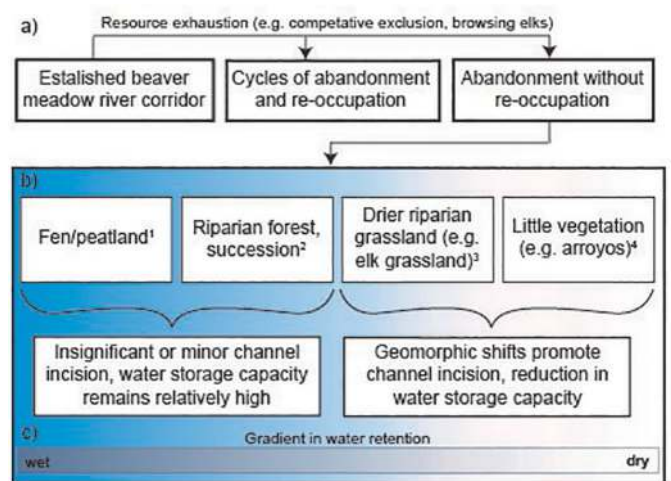 a)
Resource exhaustion (e.g. competative exclusion, browsing elks)
Estalished beaver
meadow river corridor
Cycles of abandonment
and re-occupation
Abandonment without
re-occupation
b)
Fen/peatland¹
Riparian forest,
succession²
Drier riparian
grassland (e.g.
elk grassland)³
Little vegetation
(e.g. arroyos)⁴
Insignificant or minor channel
incision, water storage capacity
remains relatively high
Geomorphic shifts promote
channel incision, reduction in
water storage capacity
c)
Gradient in water retention
wet
dry